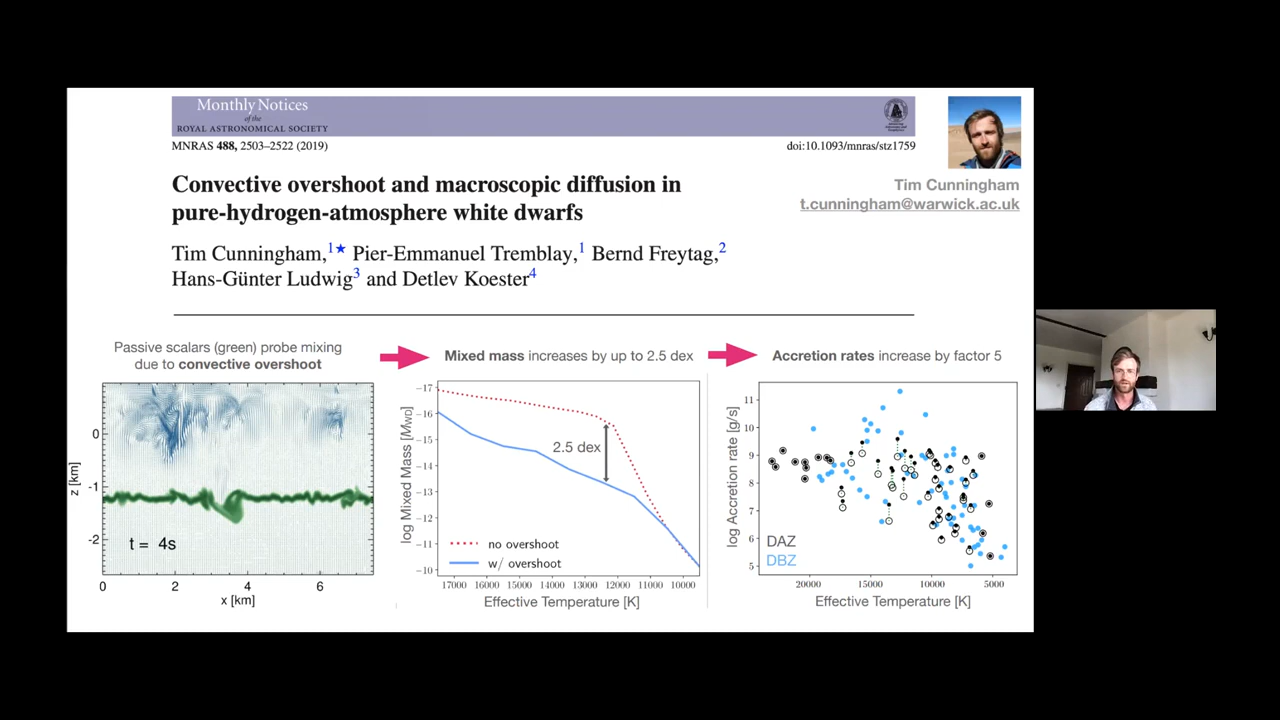 Monthly Notices
of the
ROYAL ASTRONOMICAL SOCIETY
MNRAS 488, 2503–2522 (2019)
doi:10.1093/mnras/stz1759
Convective overshoot and macroscopic diffusion in
pure-hydrogen-atmosphere white dwarfs
Tim Cunningham
t.cunningham@warwick.ac.uk
Tim Cunningham,1★ Pier-Emmanuel Tremblay,1 Bernd Freytag,2
Hans-Günter Ludwig3 and Detlev Koester4
Passive scalars (green) probe mixing
due to convective overshoot
z [km]
0
-1
-2
t = 4s
0 2 4 6
x [km]
Mixed mass increases by up to 2.5 dex
log Mixed Mass [MWD]
−17
−16
−15
−14
−13
−12
−11
−10
2.5 dex
no overshoot
w/ overshoot
17000 16000 15000 14000 13000 12000 11000 10000
Effective Temperature [K]
Accretion rates increase by factor 5
log Accretion rate [g/s]
11
10
9
8
7
6
5
DAZ
DBZ
20000 15000 10000 5000
Effective Temperature [K]